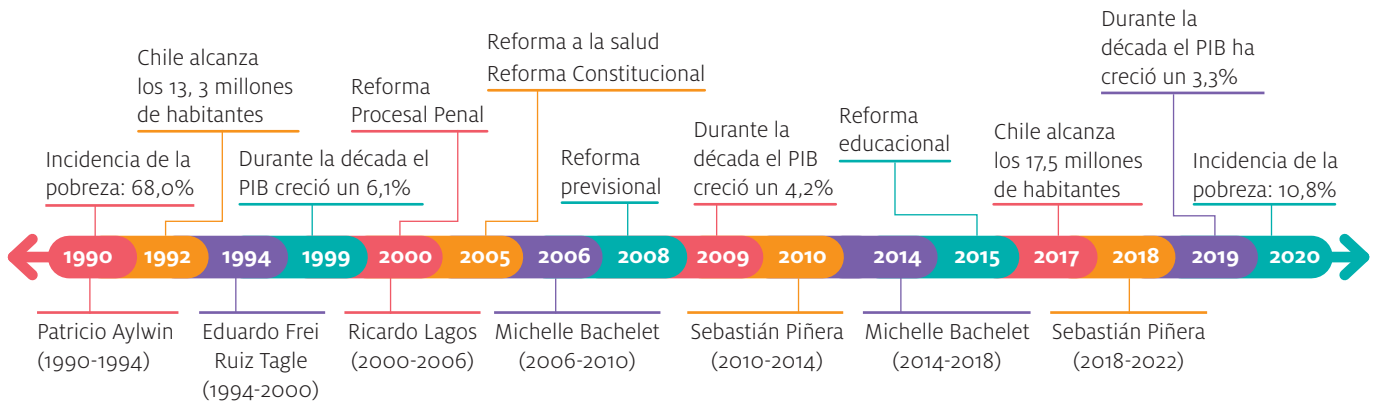 Incidencia de la
pobreza: 68,0%
Chile alcanza
los 13, 3 millones
de habitantes
Durante la década el
PIB creció un 6,1%
Reforma
Procesal Penal
Reforma a la salud
Reforma Constitucional
Reforma
previsional
Durante la
década el PIB
creció un 4,2%
Reforma
educacional
Chile alcanza
los 17,5 millones
de habitantes
Durante la
década el PIB ha
creció un 3,3%
Incidencia de la
pobreza: 10,8%
1990 1992 1994 1999 2000 2005 2006 2008 2009 2010 2014 2015 2017 2018 2019 2020
Patricio Aylwin
(1990-1994)
Eduardo Frei
Ruiz Tagle
(1994-2000)
Ricardo Lagos
(2000-2006)
Michelle Bachelet
(2006-2010)
Sebastián Piñera
(2010-2014)
Michelle Bachelet
(2014-2018)
Sebastián Piñera
(2018-2022)